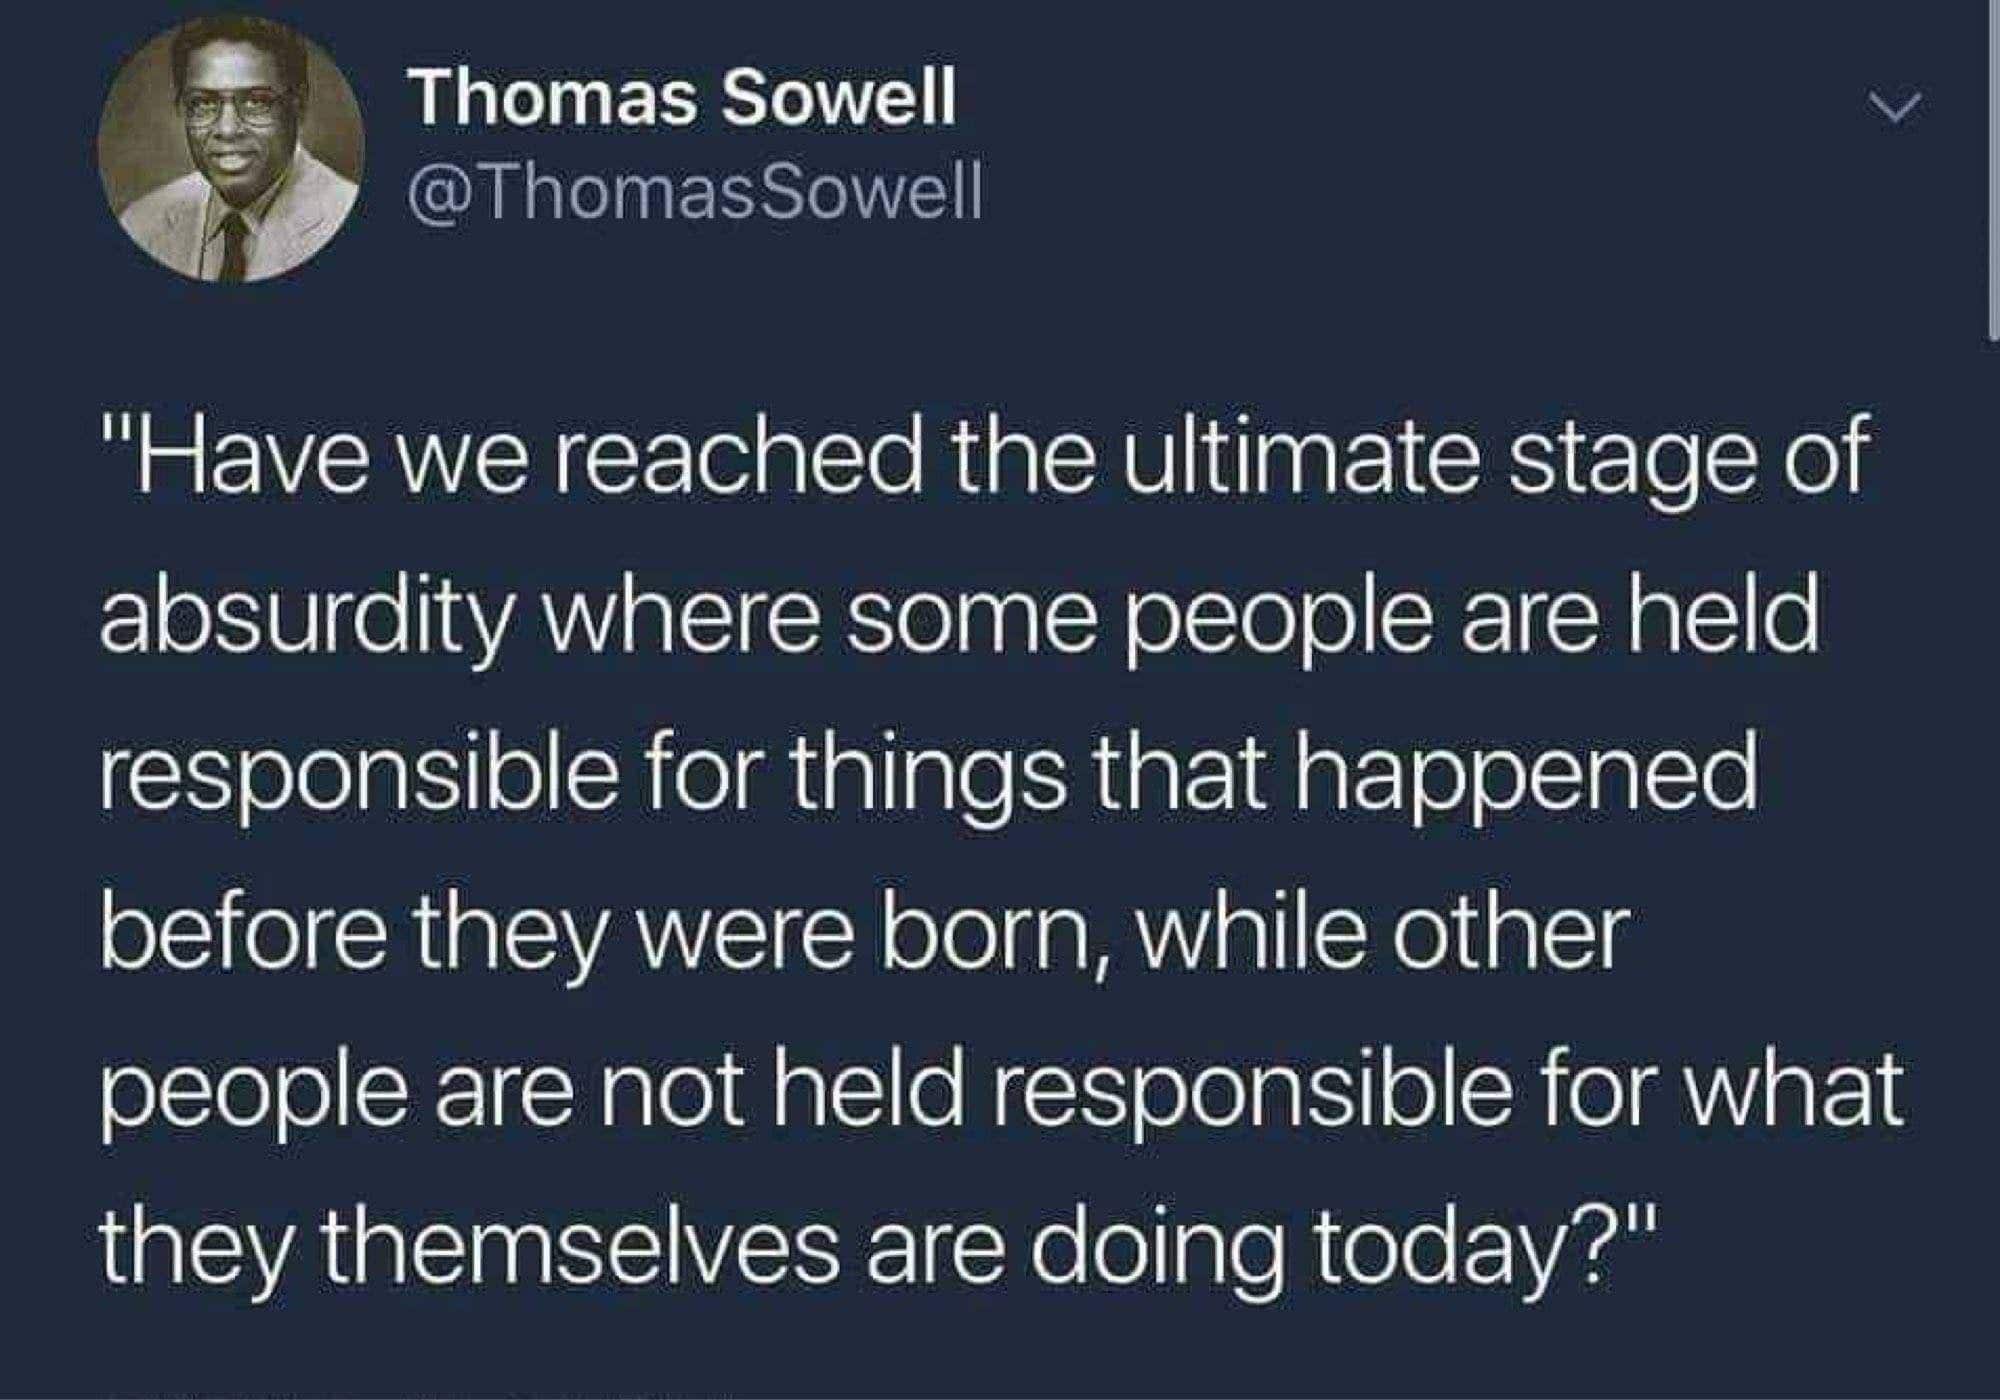 Thomas Sowell
@ThomasSowell
"Have we reached the ultimate stage of
absurdity where some people are held
responsible for things that happened
before they were born, while other
people are not held responsible for what
they themselves are doing today?"